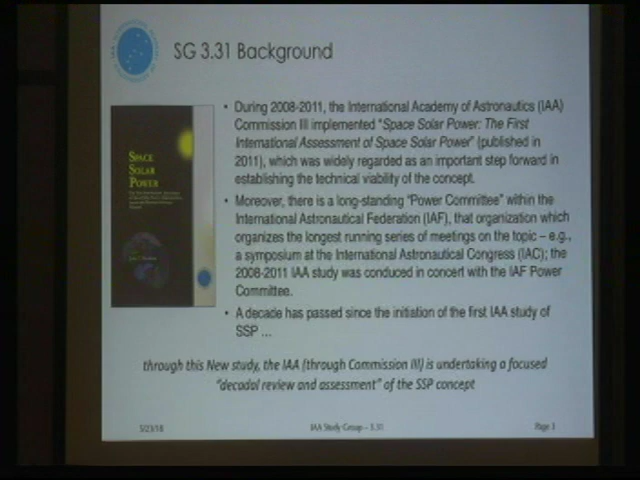 SG 3.31 Background
SPACE
SOLAR
POWER
• During 2008-2011, the International Academy of Astronautics (IAA)
Commission III implemented "Space Solar Power: The First
International Assessment of Space Solar Power" (published in
2011), which was widely regarded as an important step forward in
establishing the technical viability of the concept.
• Moreover, there is a long-standing "Power Committee" within the
International Astronautical Federation (IAF), that organization which
organizes the longest running series of meetings on the topic – e.g.,
a symposium at the International Astronautical Congress (IAC); the
2008-2011 IAA study was conduced in concert with the IAF Power
Committee.
• A decade has passed since the initiation of the first IAA study of
SSP ...
through this New study, the IAA (through Commission III) is undertaking a focused
"decadal review and assessment" of the SSP concept
5/23/18
IAA Study Group – 3.31
Page 3